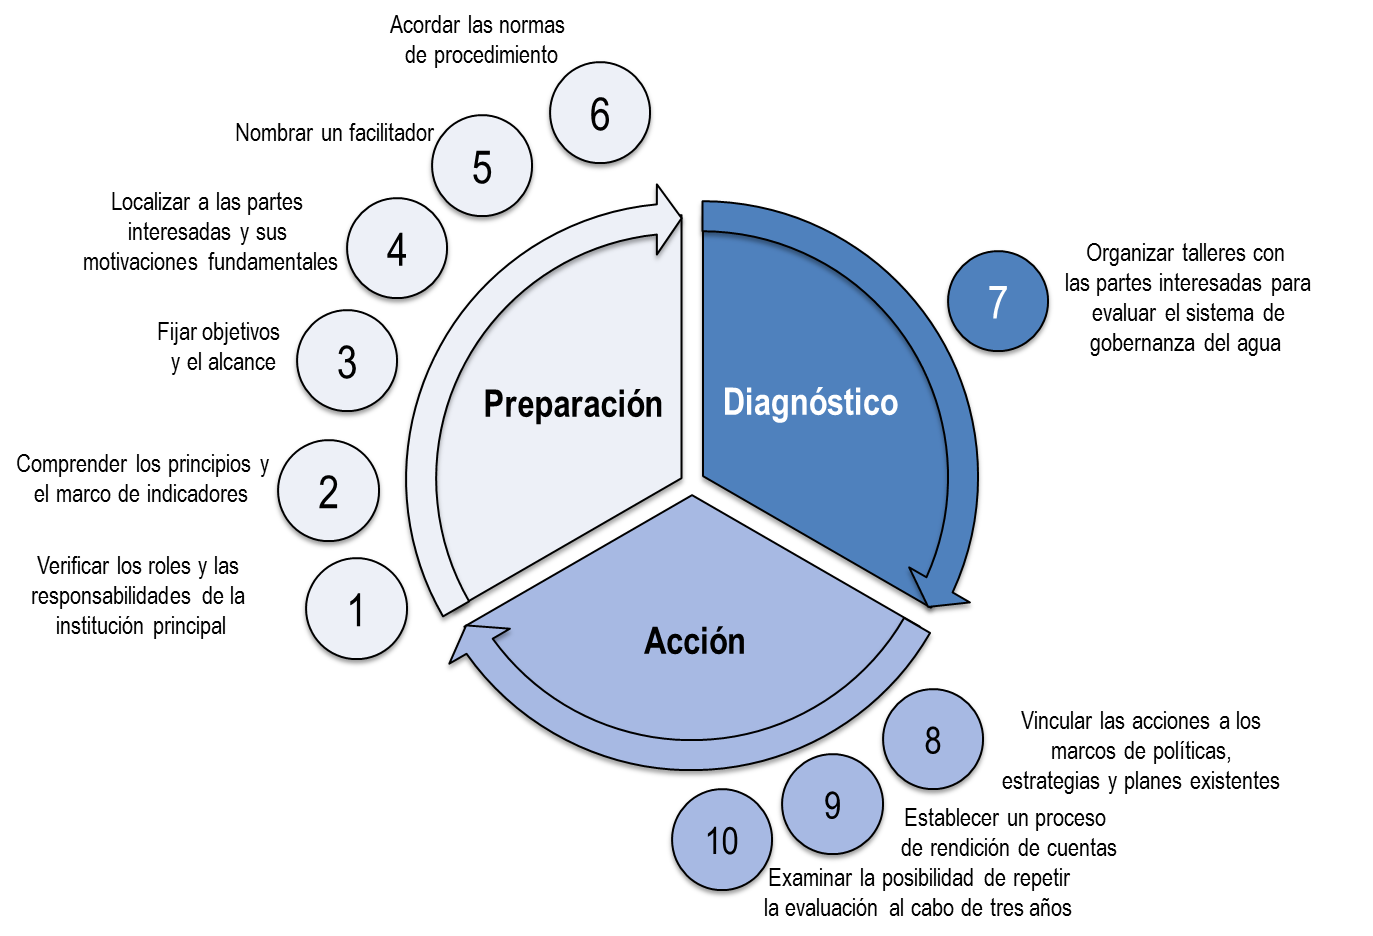 Acordar las normas
de procedimiento
6
Nombrar un facilitador
5
Localizar a las partes
interesadas y sus
motivaciones fundamentales
4
Fijar objetivos
y el alcance
3
Comprender los principios y
el marco de indicadores
2
Verificar los roles y las
responsabilidades de la
institución principal
1
Preparación
Diagnóstico
7
Organizar talleres con
las partes interesadas para
evaluar el sistema de
gobernanza del agua
Acción
8
Vincular las acciones a los
marcos de políticas,
estrategias y planes existentes
9
Establecer un proceso
de rendición de cuentas
10
Examinar la posibilidad de repetir
la evaluación al cabo de tres años